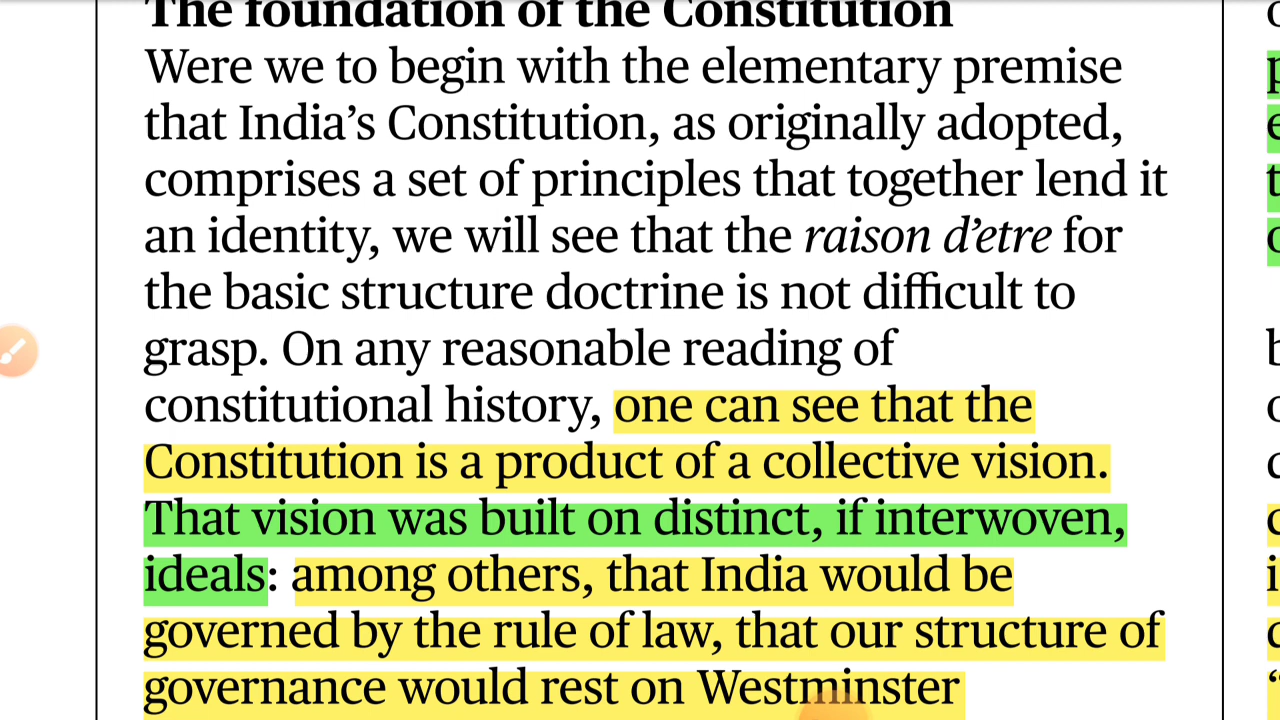 The foundation of the Constitution
Were we to begin with the elementary premise
that India’s Constitution, as originally adopted,
comprises a set of principles that together lend it
an identity, we will see that the raison d’etre for
the basic structure doctrine is not difficult to
grasp. On any reasonable reading of
constitutional history, one can see that the
Constitution is a product of a collective vision.
That vision was built on distinct, if interwoven,
ideals: among others, that India would be
governed by the rule of law, that our structure of
governance would rest on Westminster